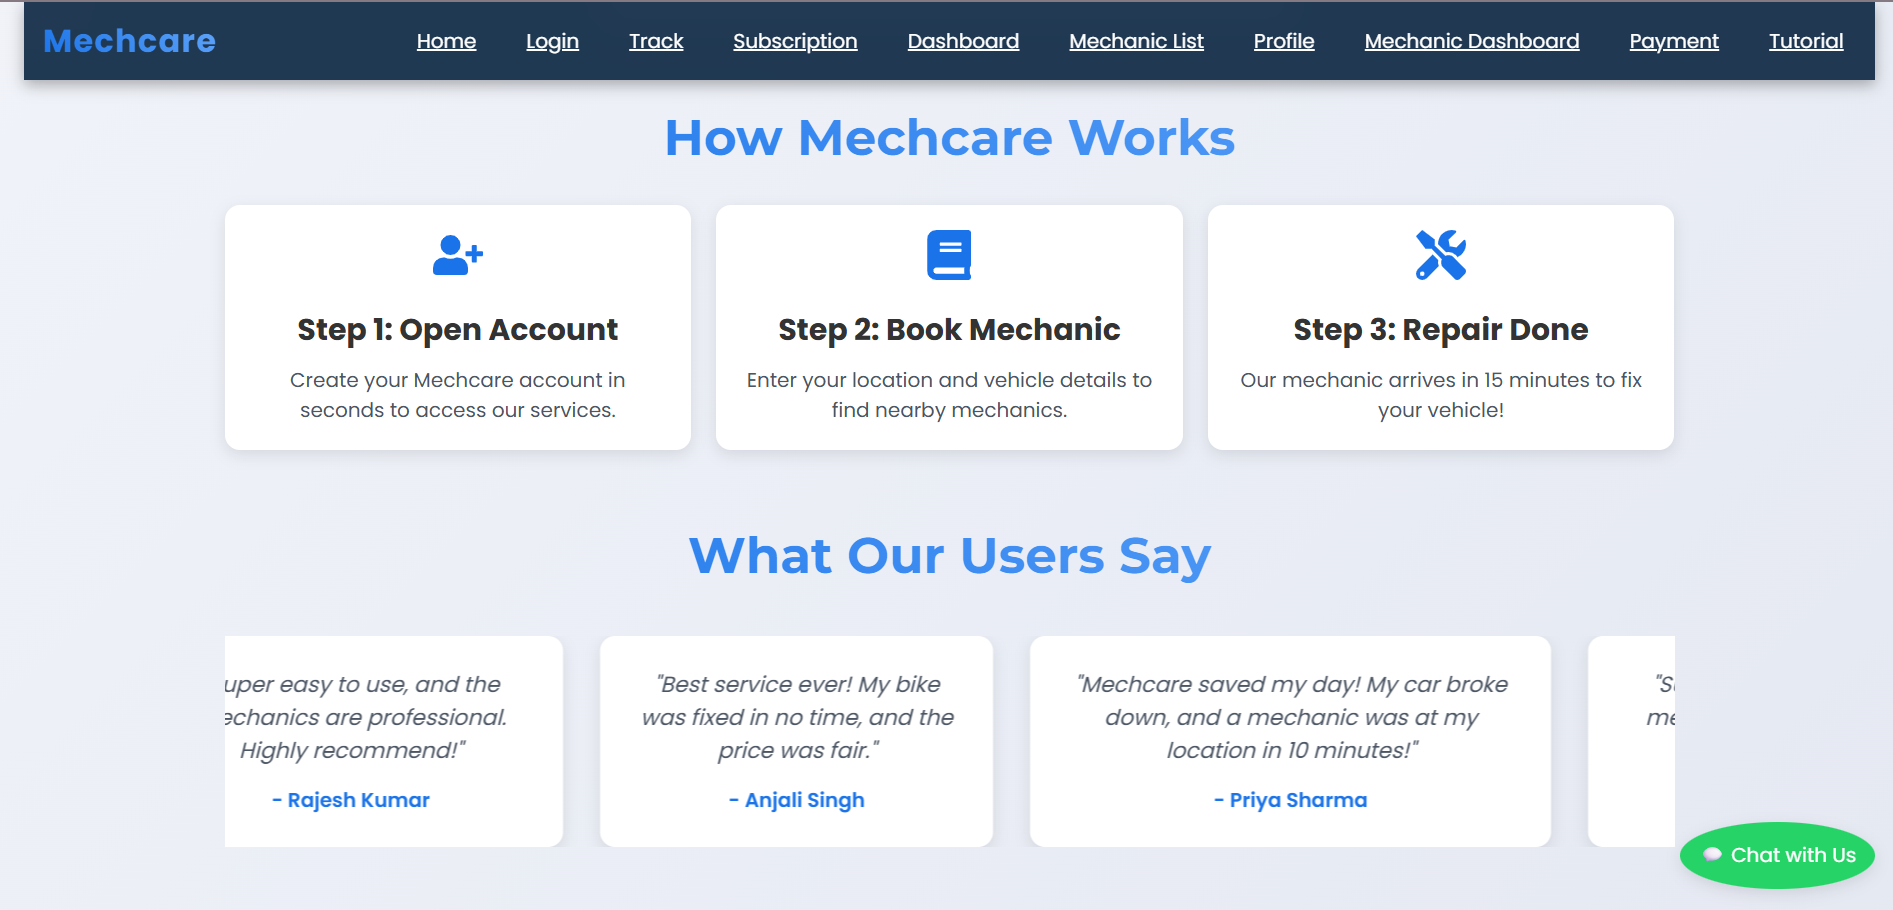 Mechcare
Home Login Track Subscription Dashboard Mechanic List Profile Mechanic Dashboard Payment Tutorial
How Mechcare Works
Step 1: Open Account
Create your Mechcare account in
seconds to access our services.
Step 2: Book Mechanic
Enter your location and vehicle details to
find nearby mechanics.
Step 3: Repair Done
Our mechanic arrives in 15 minutes to fix
your vehicle!
What Our Users Say
uper easy to use, and the
echanics are professional.
Highly recommend!"
- Rajesh Kumar
"Best service ever! My bike
was fixed in no time, and the
price was fair."
- Anjali Singh
"Mechcare saved my day! My car broke
down, and a mechanic was at my
location in 10 minutes!"
- Priya Sharma
"S
me
Chat with Us